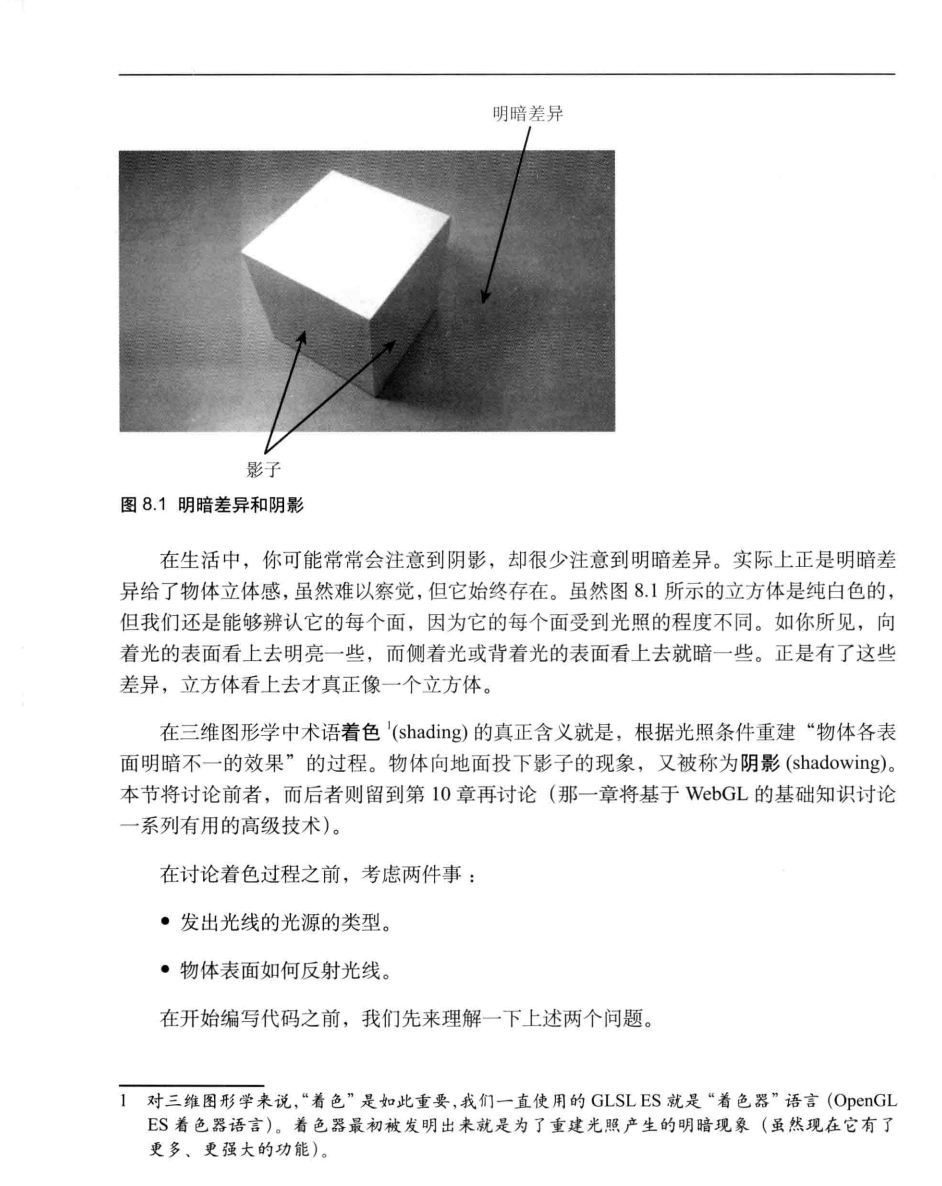 明暗差异
影子
图 8.1 明暗差异和阴影
在生活中，你可能常常会注意到阴影，却很少注意到明暗差异。实际上正是明暗差
异给了物体立体感，虽然难以察觉，但它始终存在。虽然图 8.1 所示的立方体是纯白色的，
但我们还是能够辨认它的每个面，因为它的每个面受到光照的程度不同。如你所见，向
着光的表面看上去明亮一些，而侧着光或背着光的表面看上去就暗一些。正是有了这些
差异，立方体看上去才真正像一个立方体。
在三维图形学中术语着色 1(shading) 的真正含义就是，根据光照条件重建“物体各表
面明暗不一的效果”的过程。物体向地面投下影子的现象，又被称为阴影 (shadowing)。
本节将讨论前者，而后者则留到第 10 章再讨论（那一章将基于 WebGL 的基础知识讨论
一系列有用的高级技术）。
在讨论着色过程之前，考虑两件事：
● 发出光线的光源的类型。
● 物体表面如何反射光线。
在开始编写代码之前，我们先来理解一下上述两个问题。
1 对三维图形学来说，“着色”是如此重要，我们一直使用的 GLSL ES 就是“着色器”语言 (OpenGL
ES 着色器语言)。着色器最初被发明出来就是为了重建光照产生的明暗现象（虽然现在它有了
更多、更强大的功能）。